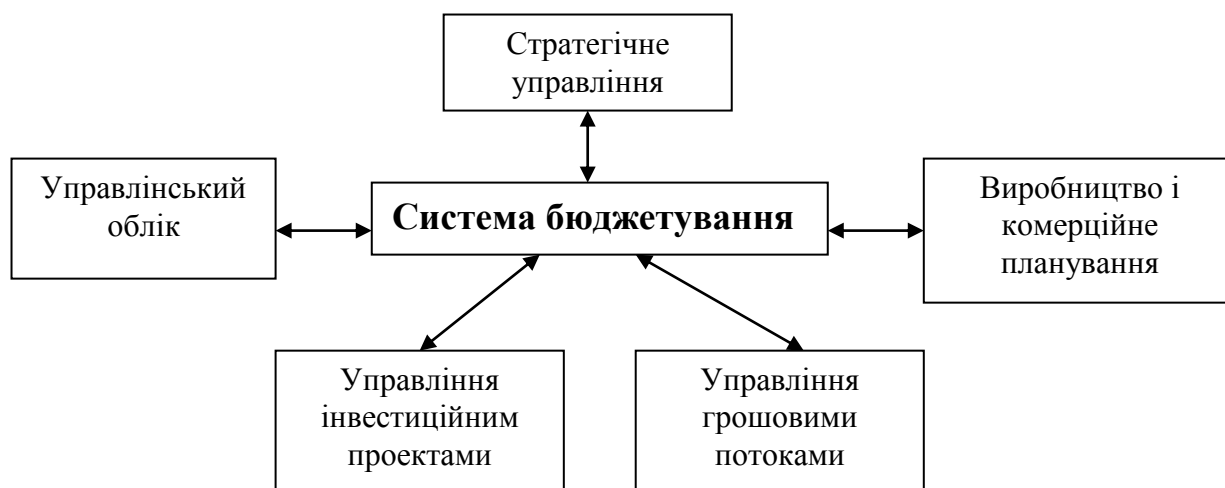 Стратегічне
управління
Управлінський
облік
Система бюджетування
Виробництво і
комерційне
планування
Управління
інвестиційним
проектами
Управління
грошовими
потоками